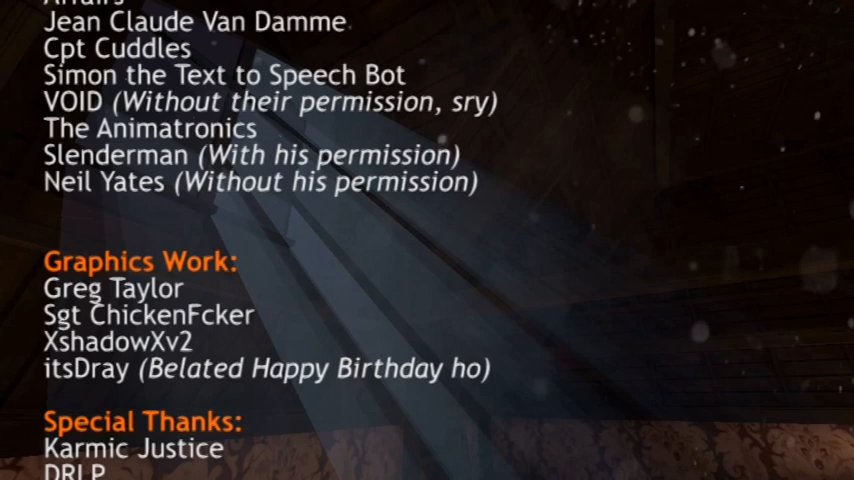 Affairs
Jean Claude Van Damme
Cpt Cuddles
Simon the Text to Speech Bot
VOID (Without their permission, sry)
The Animatronics
Slenderman (With his permission)
Neil Yates (Without his permission)
Graphics Work:
Greg Taylor
Sgt ChickenFcker
XshadowXv2
itsDray (Belated Happy Birthday ho)
Special Thanks:
Karmic Justice
DRLP